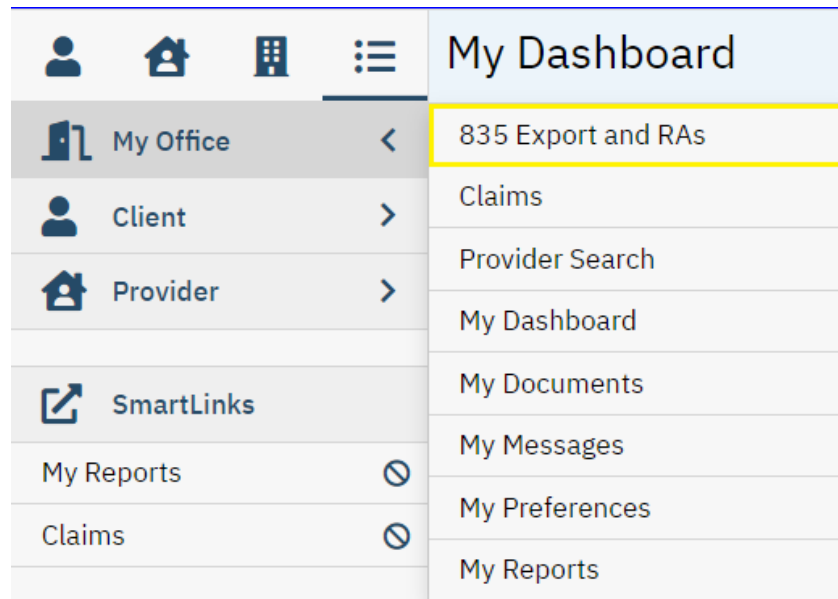 My Office
Client
Provider
SmartLinks
My Reports
Claims
My Dashboard
835 Export and RAs
Claims
Provider Search
My Dashboard
My Documents
My Messages
My Preferences
My Reports